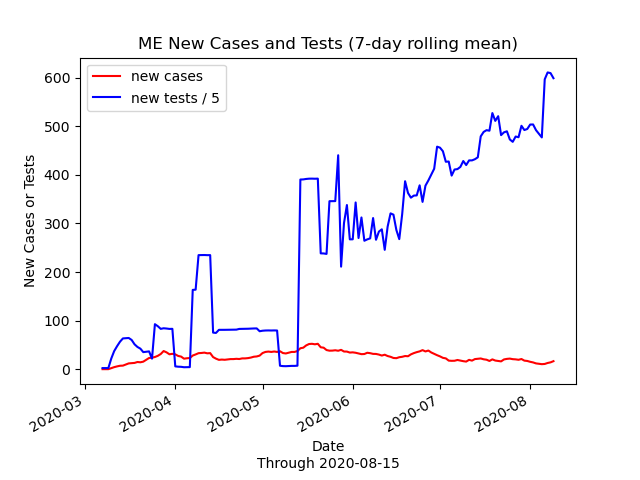 ME New Cases and Tests (7-day rolling mean)
new cases
new tests / 5
600
500
400
300
200
100
0
New Cases or Tests
2020-03
2020-04
2020-05
2020-06
2020-07
2020-08
Date
Through 2020-08-15